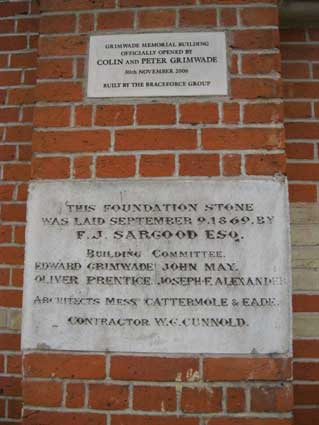 GRIMWADE MEMORIAL BUILDING
OFFICIALLY OPENED BY
COLIN AND PETER GRIMWADE
30th NOVEMBER 2006
BUILT BY THE BRACEFORCE GROUP
THIS FOUNDATION STONE
WAS LAID SEPTEMBER 9. 1869. BY
F. J. SARGOOD ESQ.
BUILDING COMMITTEE.
EDWARD GRIMWADE JOHN MAY.
OLIVER PRENTICE JOSEPH F. ALEXANDER
ARCHITECTS MESSS CATTERMOLE & EADE.
CONTRACTOR W. G. CUNNOLD.